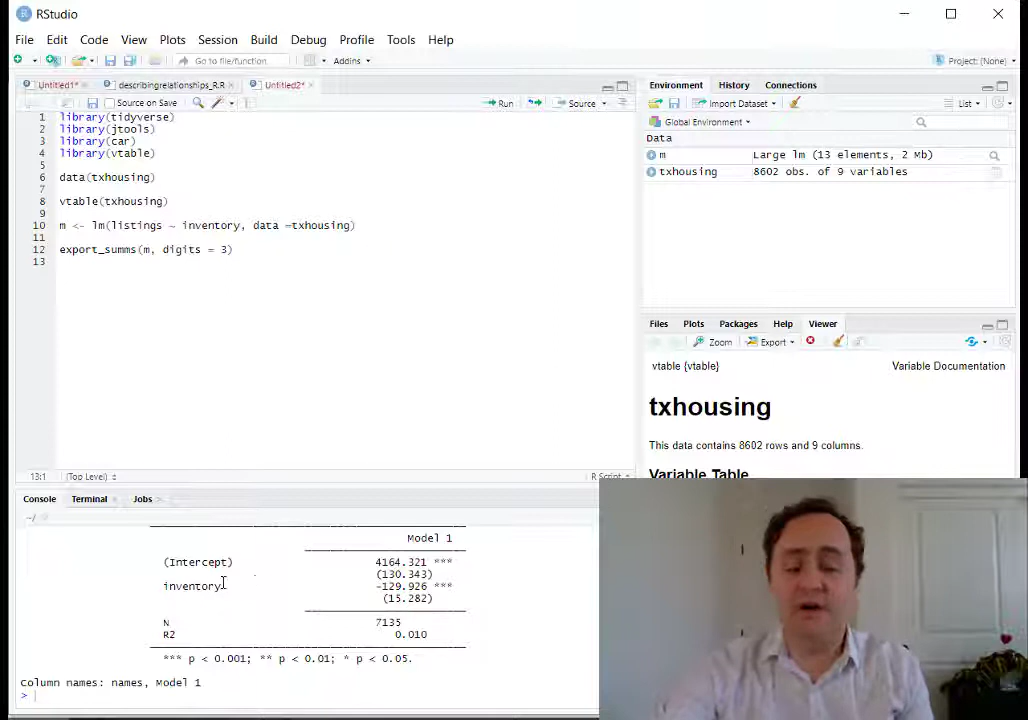 RStudio
File Edit Code View Plots Session Build Debug Profile Tools Help
Go to file/function Addins Project: (None)
Untitled1* describingrelationships_R.R Untitled2*
Source on Save Run Source
1 library(tidyverse)
2 library(jtools)
3 library(car)
4 library(vtable)
5
6 data(txhousing)
7
8 vtable(txhousing)
9
10 m <- lm(listings ~ inventory, data =txhousing)
11
12 export_summs(m, digits = 3)
13
13:1 (Top Level) R Script
Environment History Connections
Import Dataset List
Global Environment
Data
m Large lm (13 elements, 2 Mb)
txhousing 8602 obs. of 9 variables
Files Plots Packages Help Viewer
Zoom Export
vtable {vtable} Variable Documentation
txhousing
This data contains 8602 rows and 9 columns.
Variable Table
Console Terminal Jobs
~/
Model 1
(Intercept) 4164.321 ***
(130.343)
inventory -129.926 ***
(15.282)
N 7135
R2 0.010
*** p < 0.001; ** p < 0.01; * p < 0.05.
Column names: names, Model 1
>